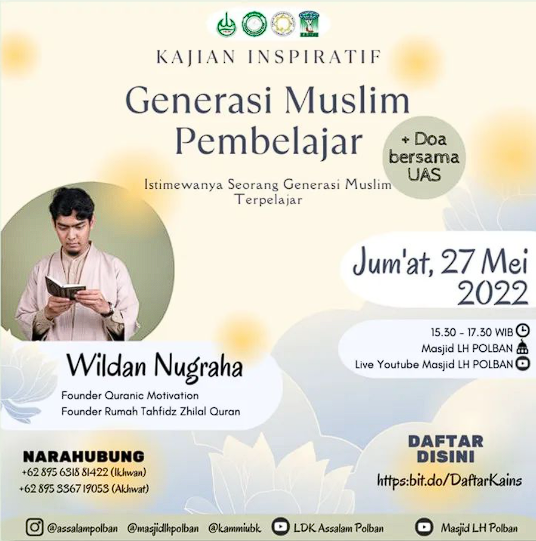 KAJIAN INSPIRATIF
Generasi Muslim
Pembelajar
+ Doa
bersama
UAS
Istimewanya Seorang Generasi Muslim
Terpelajar
Jum'at, 27 Mei
2022
15.30 - 17.30 WIB
Masjid LH POLBAN
Live Youtube Masjid LH POLBAN
Wildan Nugraha
Founder Quranic Motivation
Founder Rumah Tahfidz Zhilal Quran
NARAHUBUNG
+62 895 6318 81422 (Ikhwan)
+62 895 3367 19053 (Akhwat)
DAFTAR
DISINI
https:bit.do/DaftarKains
@assalampolban @masjidlhpolban @kammiubk LDK Assalam Polban Masjid LH Polban